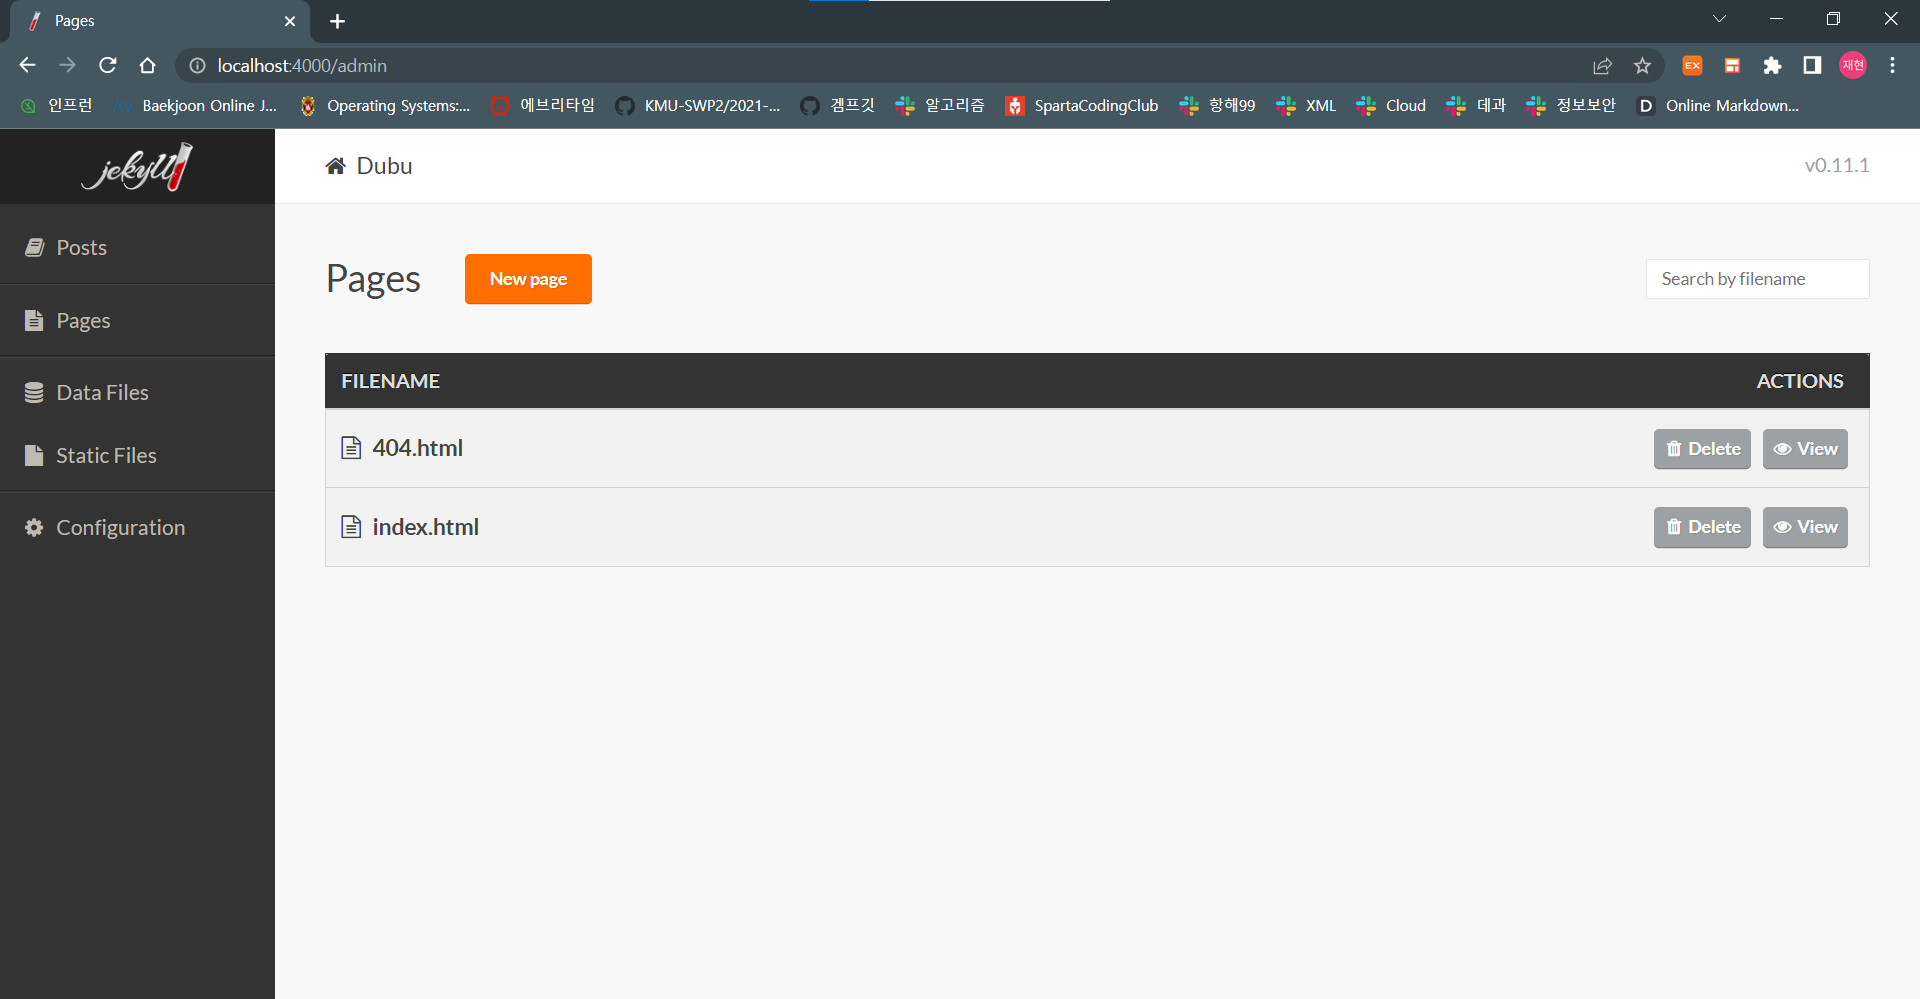 Pages
localhost:4000/admin
EX
재현
인프런
Baekjoon Online J...
Operating Systems:...
에브리타임
KMU-SWP2/2021-...
겜프깃
알고리즘
SpartaCodingClub
항해99
XML
Cloud
데과
정보보안
D
Online Markdown...
jekyll
Dubu
v0.11.1
Posts
Pages
Data Files
Static Files
Configuration
Pages
New page
Search by filename
FILENAME
ACTIONS
404.html
Delete
View
index.html
Delete
View